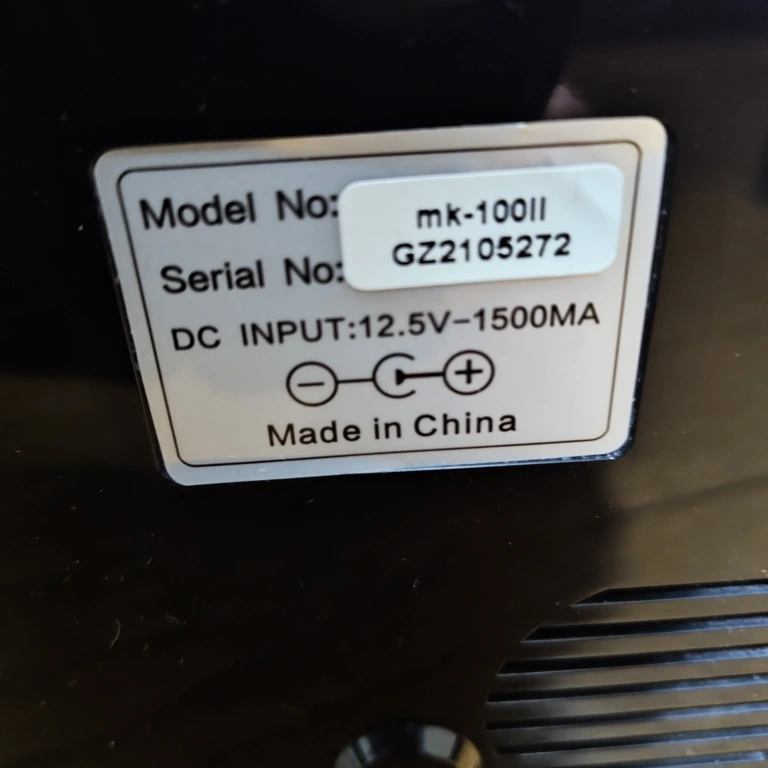 Model No: mk-100II
Serial No: GZ2105272
DC INPUT:12.5V-1500MA
Made in China